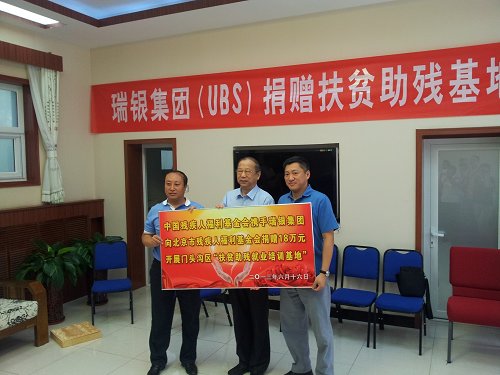 瑞银集团(UBS)捐赠扶贫助残基地
中国残疾人福利基金会携手瑞银集团
向北京市残疾人福利基金会捐赠18万元
开展门头沟区“扶贫助残就业培训基地”
二〇一三年六月十六日